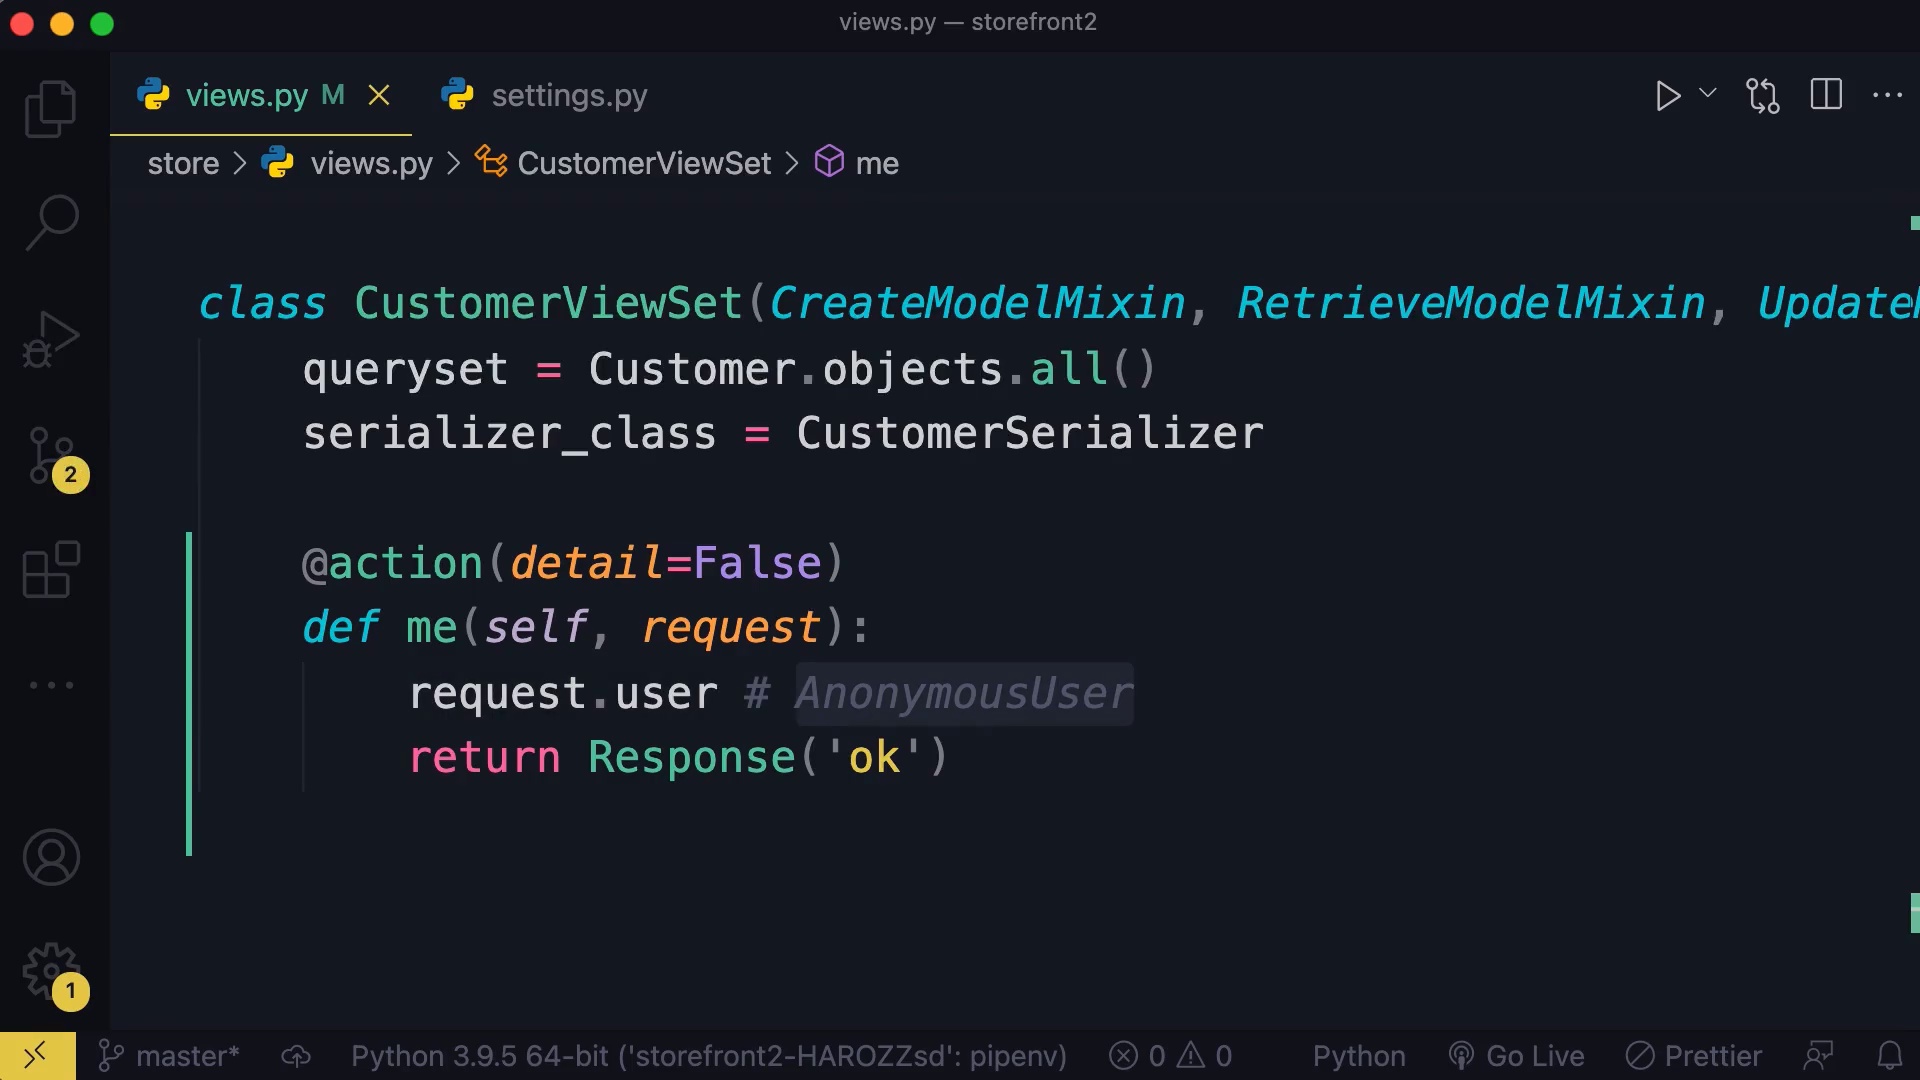 views.py — storefront2
views.py M settings.py
store > views.py > CustomerViewSet > me
class CustomerViewSet(CreateModelMixin, RetrieveModelMixin, Update
queryset = Customer.objects.all()
serializer_class = CustomerSerializer
@action(detail=False)
def me(self, request):
request.user # AnonymousUser
return Response('ok')
2
1
master* Python 3.9.5 64-bit ('storefront2-HAROZZsd': pipenv) 0 0 Python Go Live Prettier